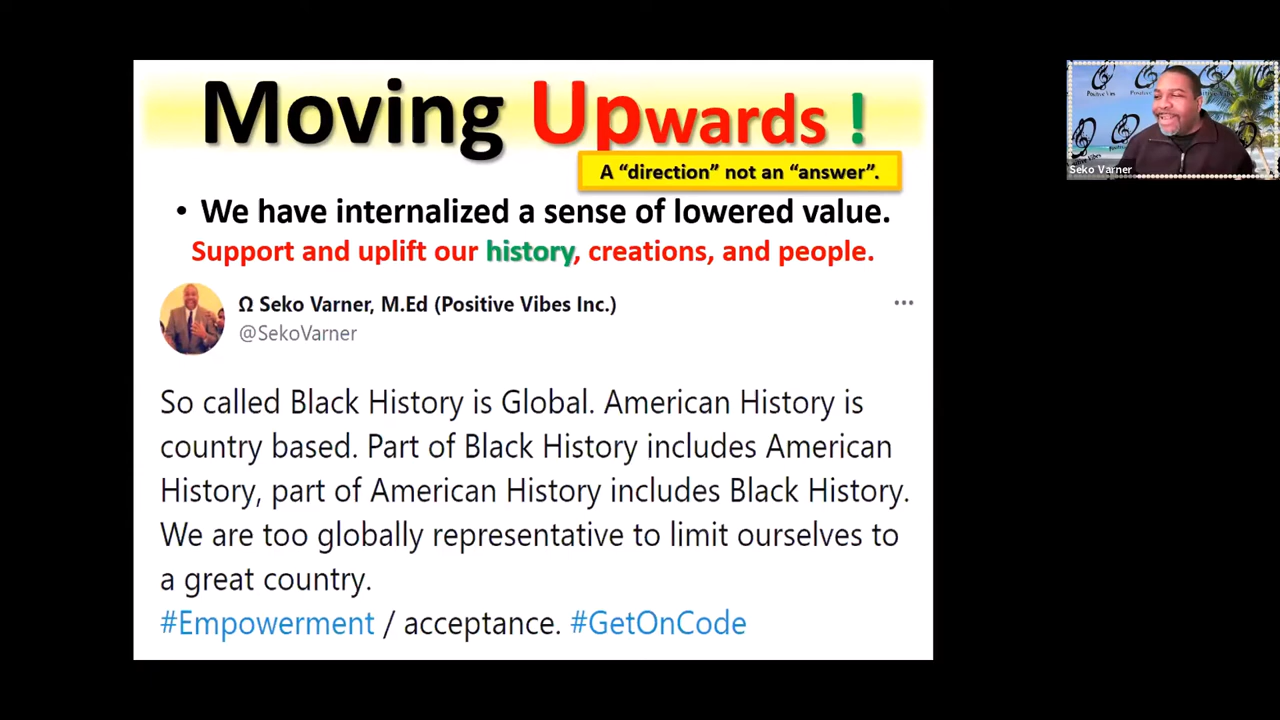 Moving Upwards !
A “direction” not an “answer”.
• We have internalized a sense of lowered value.
Support and uplift our history, creations, and people.
Ω Seko Varner, M.Ed (Positive Vibes Inc.)
@SekoVarner
So called Black History is Global. American History is
country based. Part of Black History includes American
History, part of American History includes Black History.
We are too globally representative to limit ourselves to
a great country.
#Empowerment / acceptance. #GetOnCode
Seko Varner